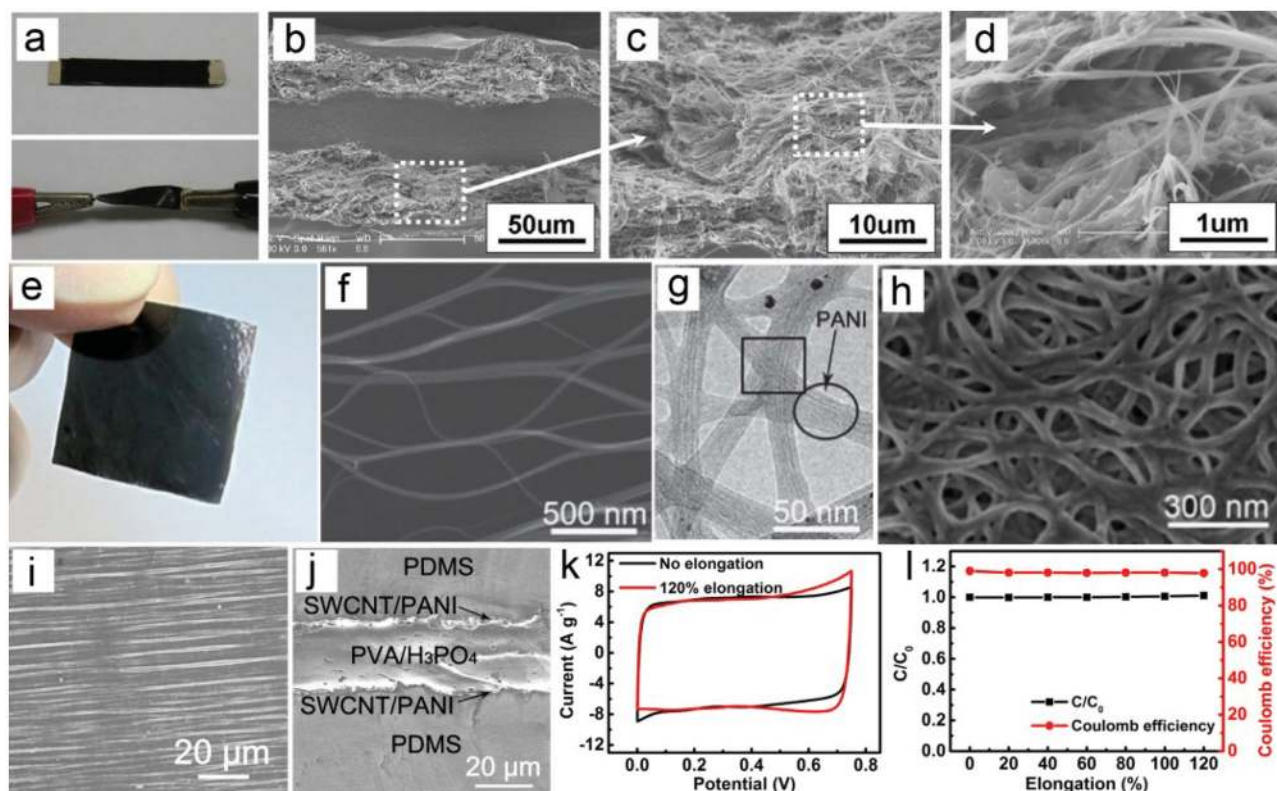 a
b
50um
c
10um
d
1um
e
f
500 nm
g
PANI
50 nm
h
300 nm
i
20 µm
j
PDMS
SWCNT/PANI
PVA/H₃PO₄
SWCNT/PANI
PDMS
20 µm
k
12
8
4
0
-4
-8
-12
Current (A g⁻¹)
No elongation
120% elongation
0.0 0.2 0.4 0.6 0.8
Potential (V)
l
1.2
1.0
0.8
0.6
0.4
0.2
0.0
C/C₀
C/C₀
Coulomb efficiency
100
80
60
40
20
0
Coulomb efficiency (%)
0 20 40 60 80 100 120
Elongation (%)